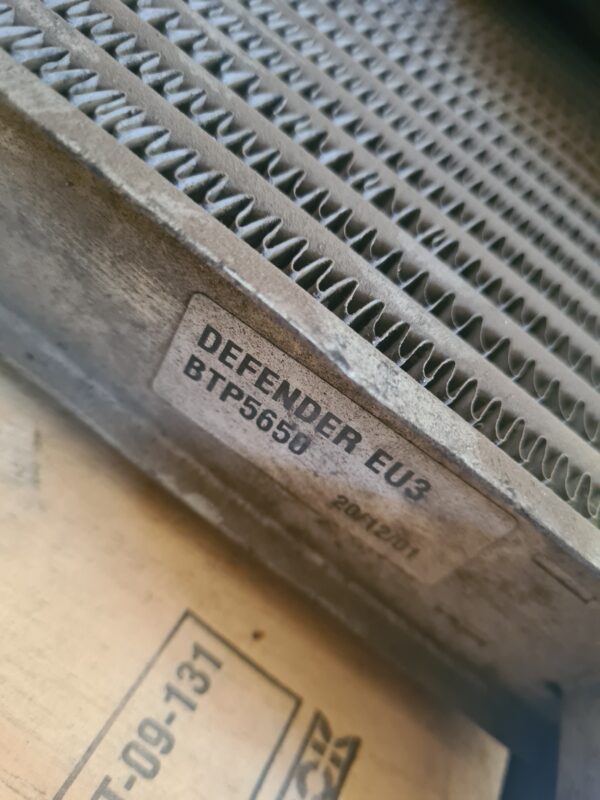 DEFENDER EU3
BTP5650
20/12/01
T-09-131